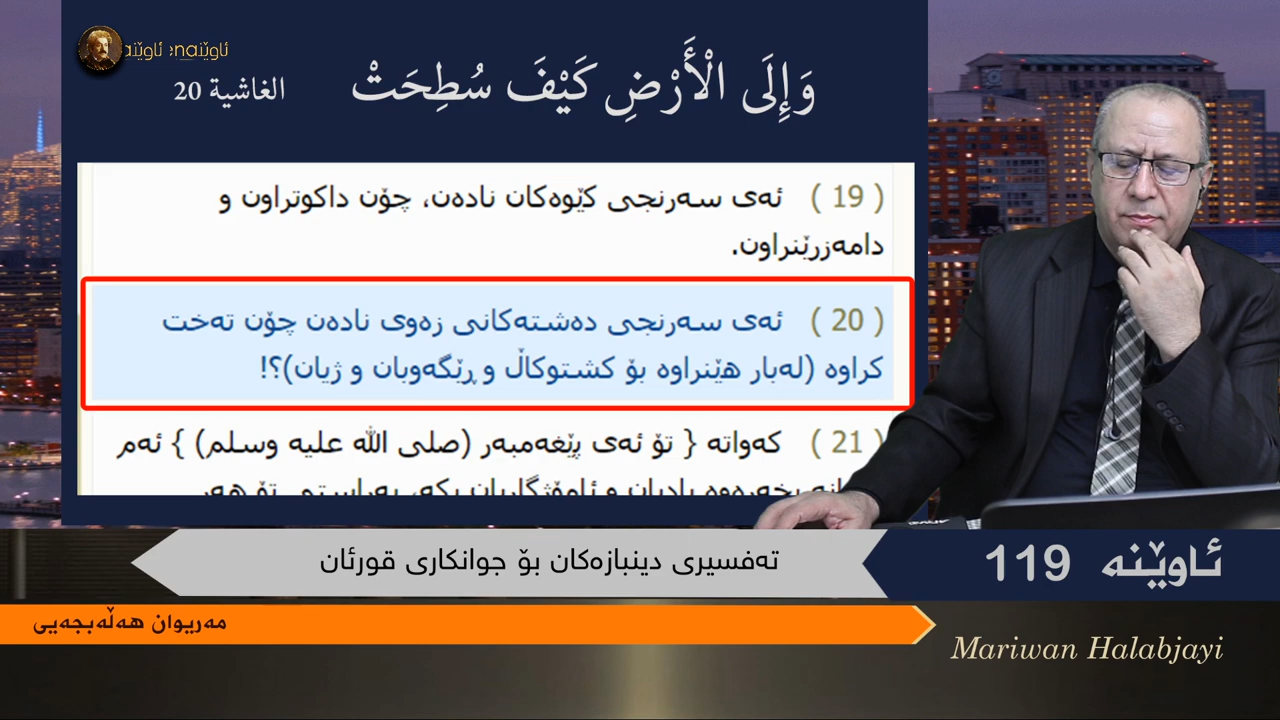 ئاوێنە
وَإِلَى الْأَرْضِ كَيْفَ سُطِحَتْ
الغاشية 20
( 19 ) ئەی سەرنجی کێوەکان نادەن، چۆن داکوتراون و
دامەزرێنراون.
( 20 ) ئەی سەرنجی دەشتەکانی زەوی نادەن چۆن تەخت
کراوە (لەبار هێنراوە بۆ کشتوکاڵ و ڕێگەوبان و ژیان)؟!
( 21 ) کەواتە { تۆ ئەی پێغەمبەر (صلى الله عليه وسلم) } ئەم
ئاوێنە 119
تەفسیری دینبازەکان بۆ جوانکاری قورئان
مەریوان هەڵەبجەیی
Mariwan Halabjayi